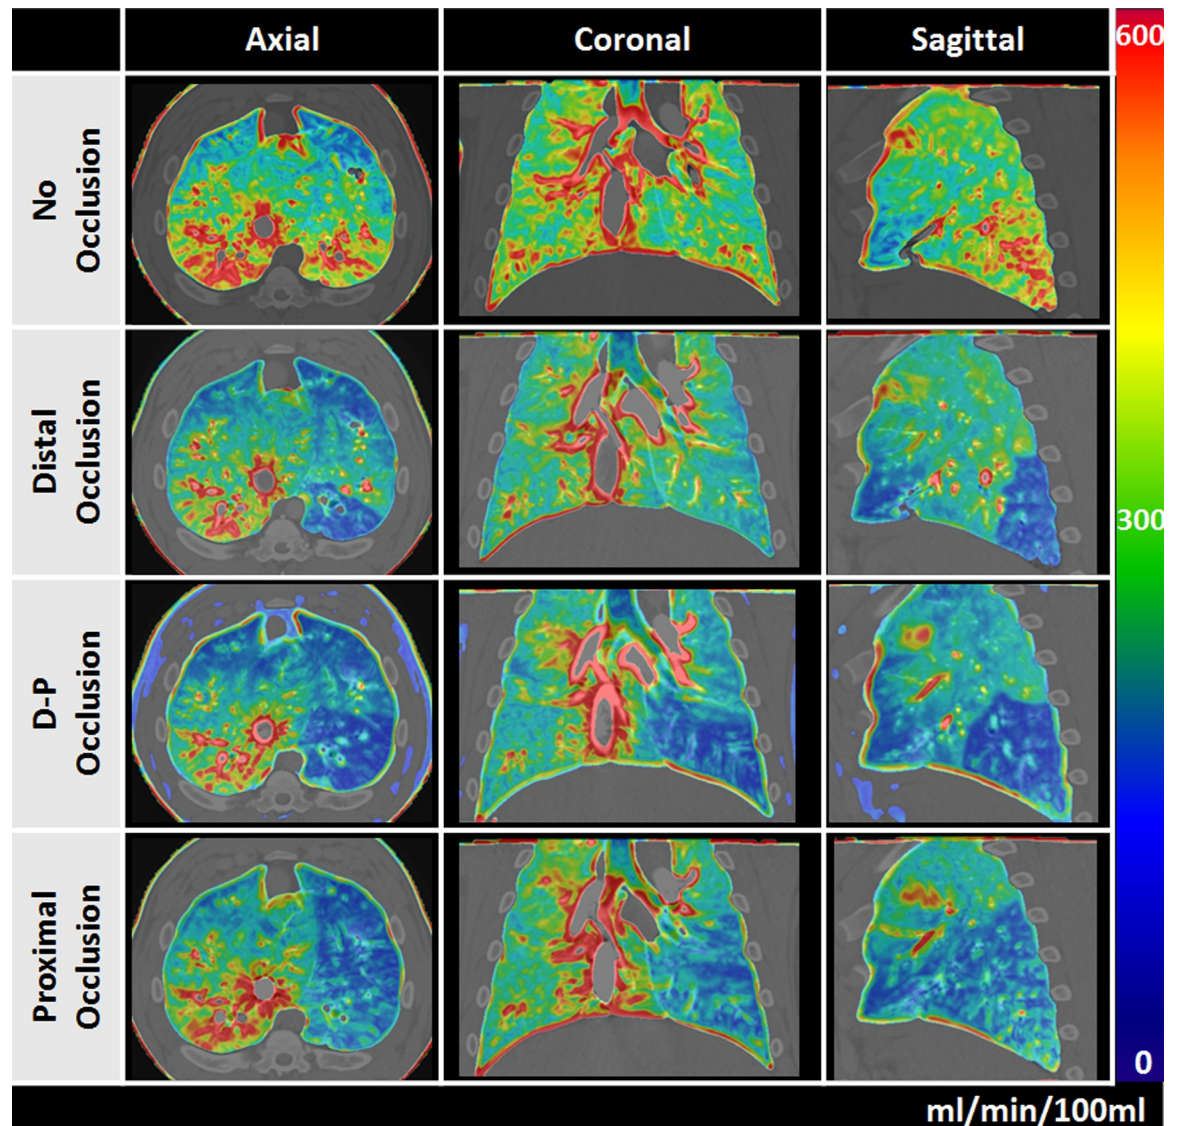 Axial
Coronal
Sagittal
600
No
Occlusion
Distal
Occlusion
300
D-P
Occlusion
Proximal
Occlusion
0
ml/min/100ml